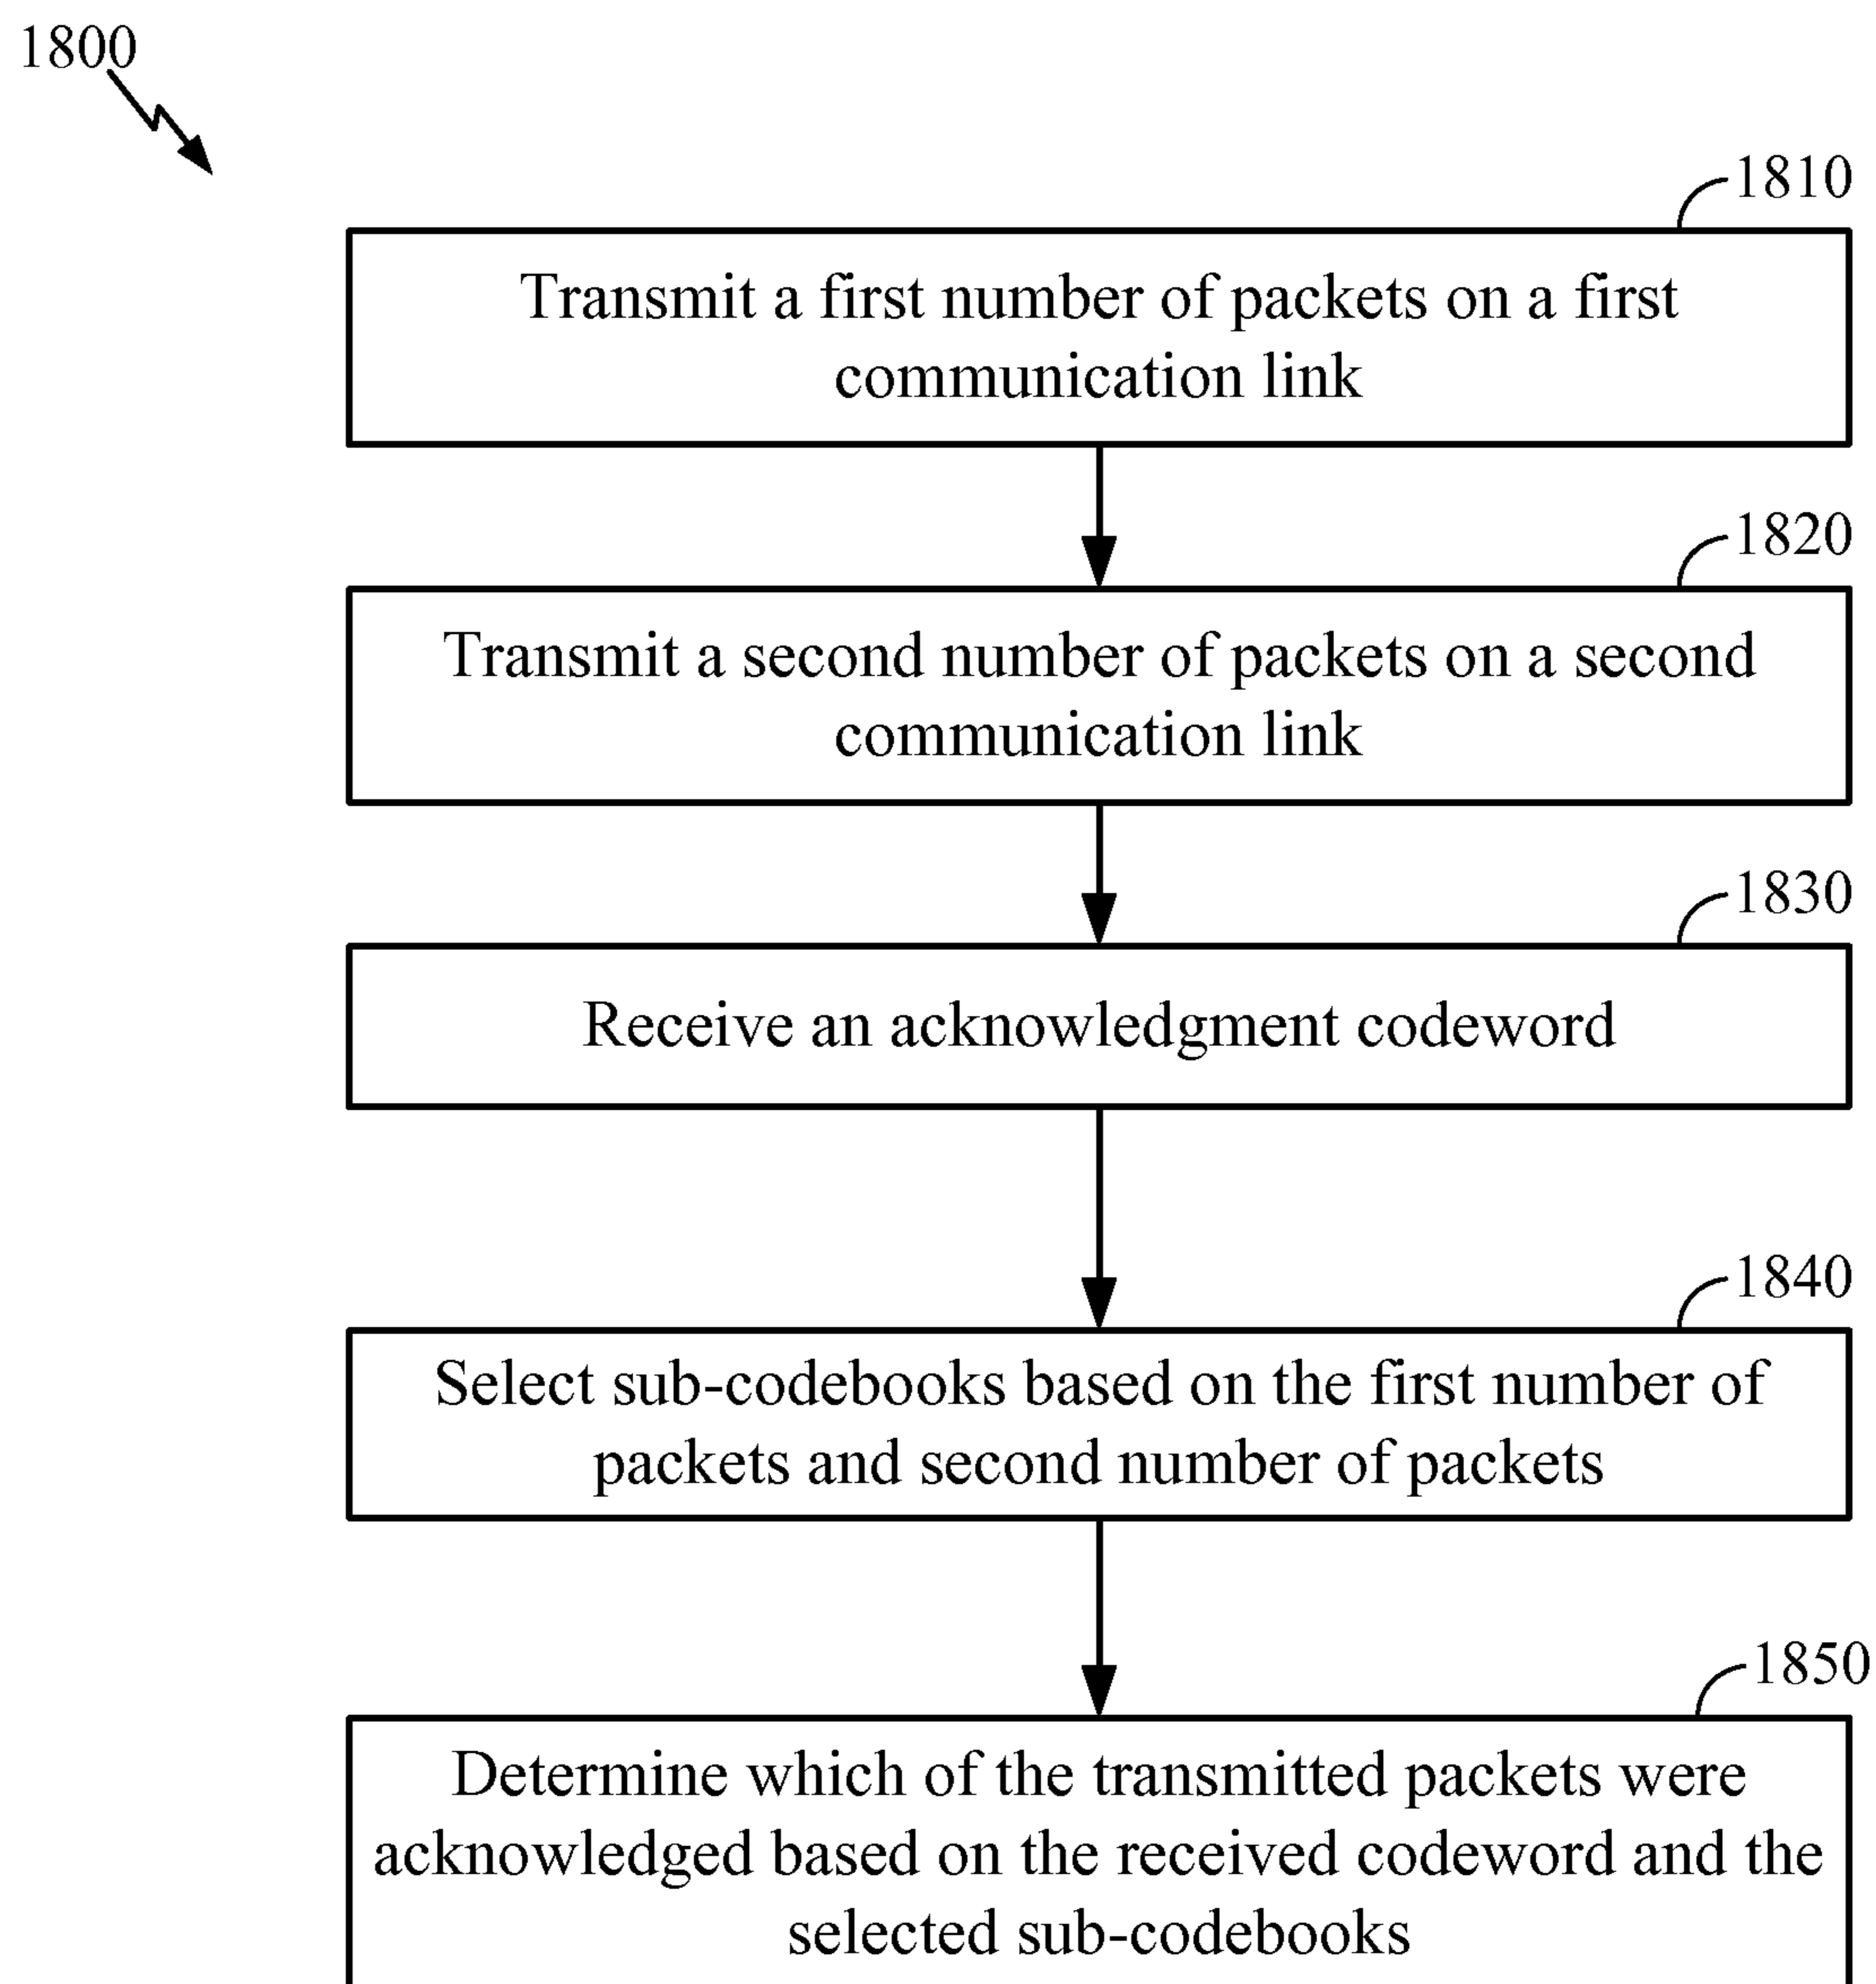 1800
1810
Transmit a first number of packets on a first
communication link
1820
Transmit a second number of packets on a second
communication link
1830
Receive an acknowledgment codeword
1840
Select sub-codebooks based on the first number of
packets and second number of packets
1850
Determine which of the transmitted packets were
acknowledged based on the received codeword and the
selected sub-codebooks